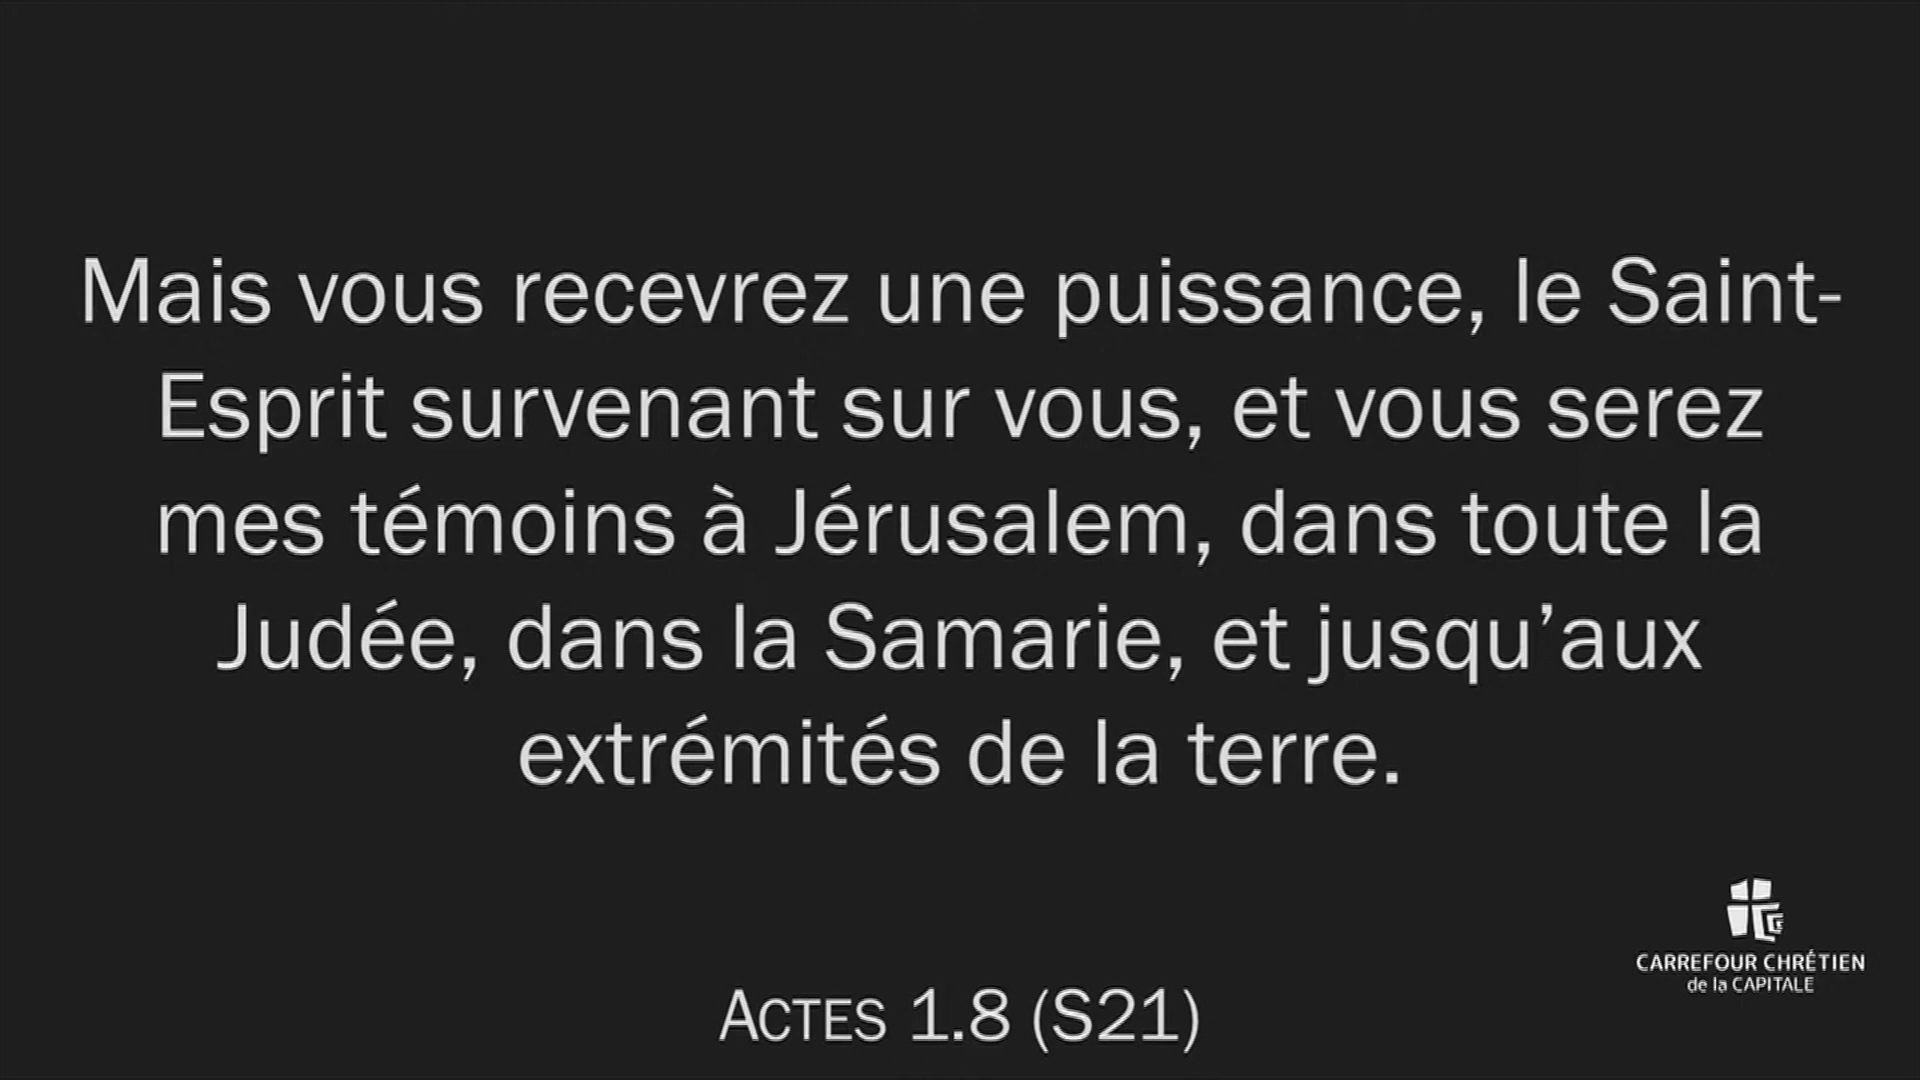 Mais vous recevrez une puissance, le Saint-
Esprit survenant sur vous, et vous serez
mes témoins à Jérusalem, dans toute la
Judée, dans la Samarie, et jusqu’aux
extrémités de la terre.
CARREFOUR CHRÉTIEN
de la CAPITALE
ACTES 1.8 (S21)